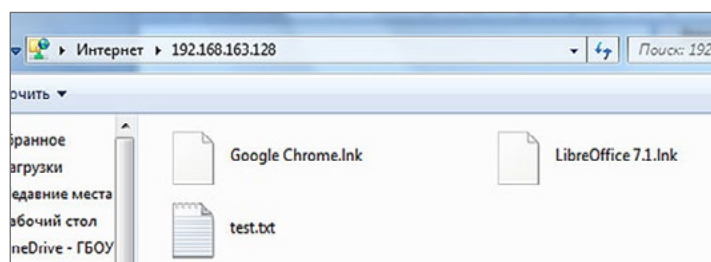 Интернет ▸ 192.168.163.128
Поиск: 192
очить ▼
бранное
агрузки
едавние места
абочий стол
neDrive - ГБОУ
Google Chrome.lnk
LibreOffice 7.1.lnk
test.txt